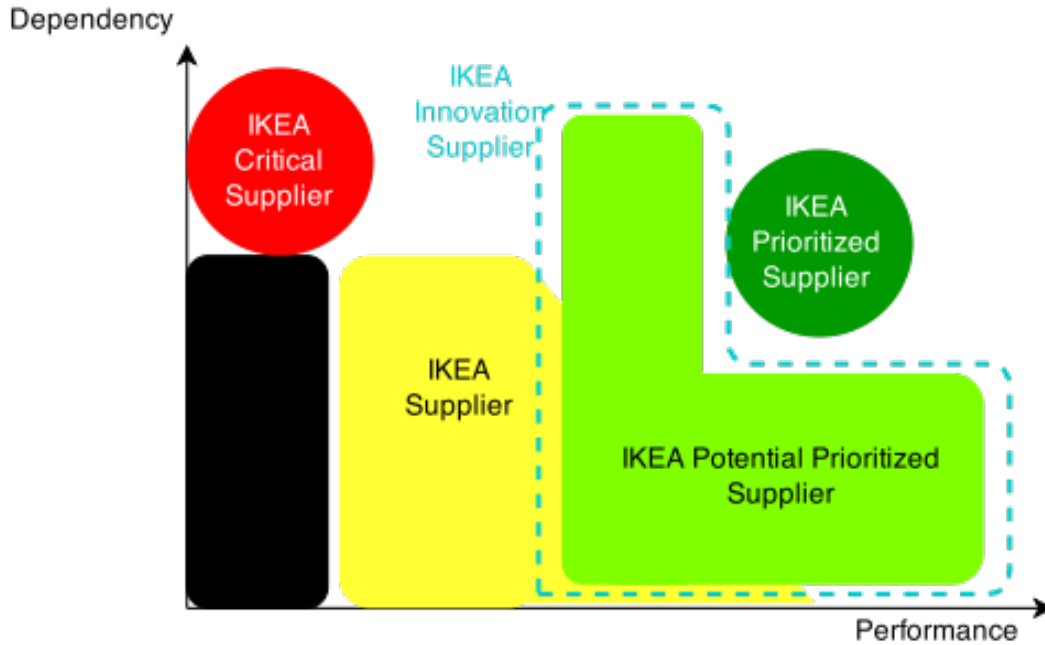 Dependency
IKEA
Innovation
Supplier
IKEA
Critical
Supplier
IKEA
Prioritized
Supplier
IKEA
Supplier
IKEA Potential Prioritized
Supplier
Performance